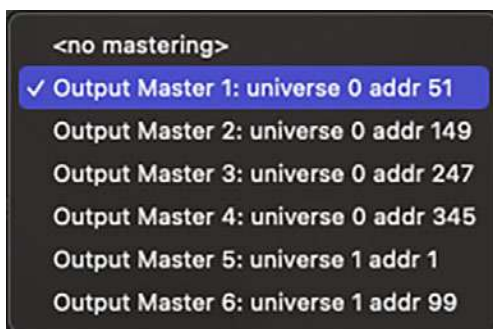 <no mastering>
✓ Output Master 1: universe 0 addr 51
Output Master 2: universe 0 addr 149
Output Master 3: universe 0 addr 247
Output Master 4: universe 0 addr 345
Output Master 5: universe 1 addr 1
Output Master 6: universe 1 addr 99